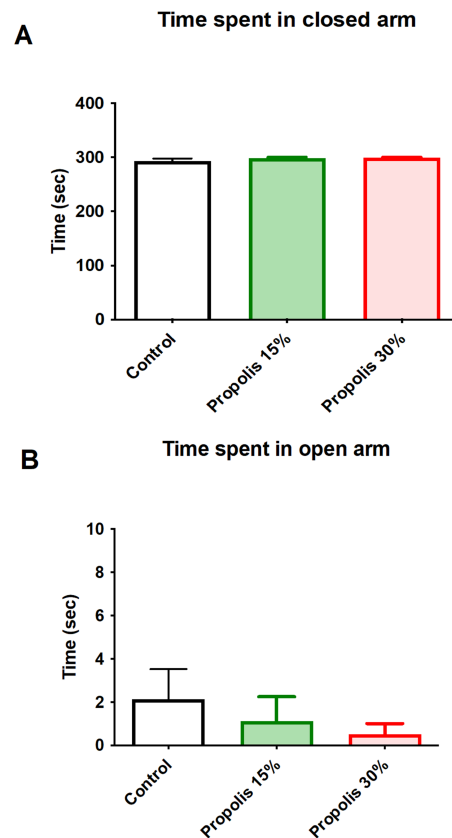 A
Time spent in closed arm
400
300
200
100
0
Time (sec)
Control
Propolis 15%
Propolis 30%
B
Time spent in open arm
10
8
6
4
2
0
Time (sec)
Control
Propolis 15%
Propolis 30%